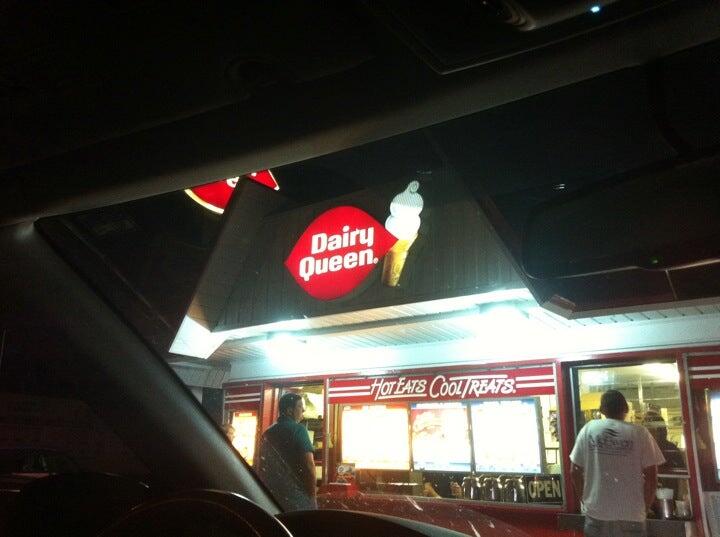 Dairy
Queen.
HOT EATS COOL TREATS.
OPEN